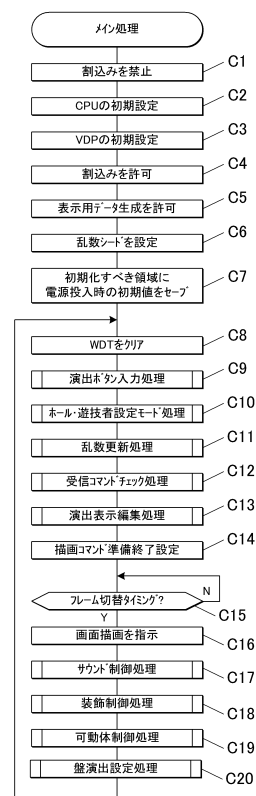 メイン処理
割込みを禁止 C1
CPUの初期設定 C2
VDPの初期設定 C3
割込みを許可 C4
表示用データ生成を許可 C5
乱数シードを設定 C6
初期化すべき領域に
電源投入時の初期値をセーブ C7
WDTをクリア C8
演出ボタン入力処理 C9
ホール・遊技者設定モード処理 C10
乱数更新処理 C11
受信コマンドチェック処理 C12
演出表示編集処理 C13
描画コマンド準備終了設定 C14
フレーム切替タイミング? N C15
Y
画面描画を指示 C16
サウンド制御処理 C17
装飾制御処理 C18
可動体制御処理 C19
盤演出設定処理 C20